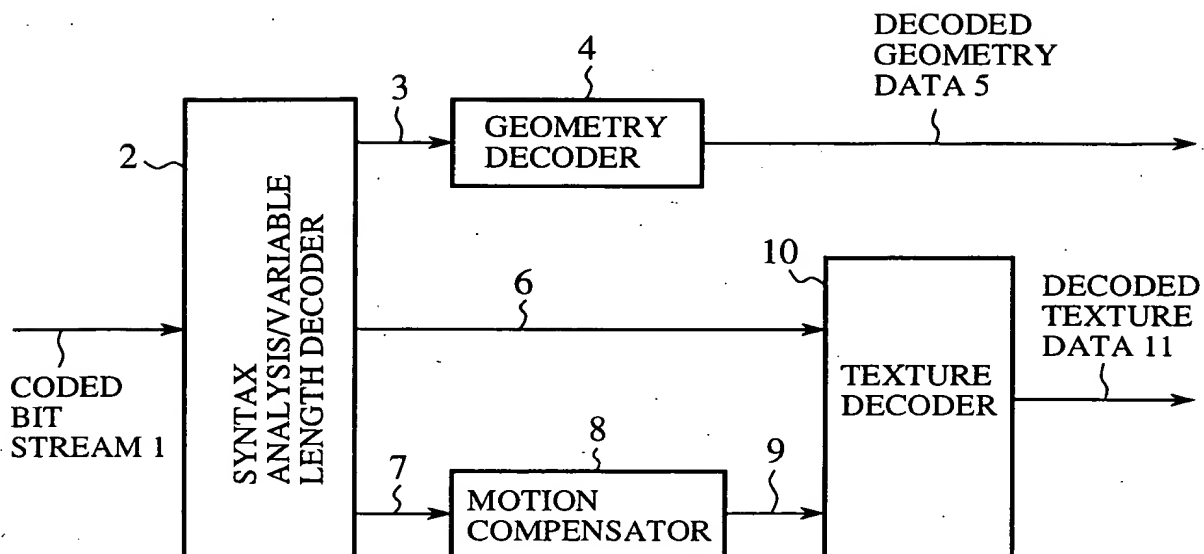 DECODED
GEOMETRY
DATA 5
4
3
GEOMETRY
DECODER
2
SYNTAX
ANALYSIS/VARIABLE
LENGTH DECODER
10
6
DECODED
TEXTURE
DATA 11
CODED
BIT
STREAM 1
TEXTURE
DECODER
8
7
9
MOTION
COMPENSATOR